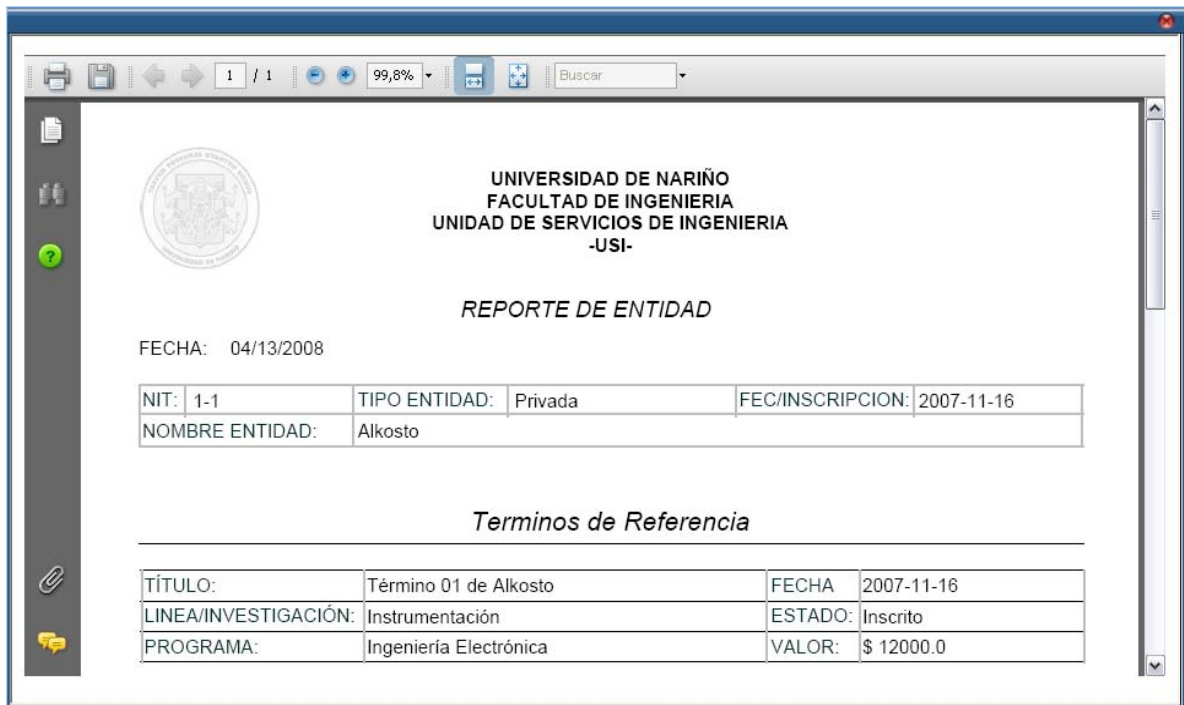 1 / 1 99,8% Buscar
UNIVERSIDAD DE NARIÑO
FACULTAD DE INGENIERIA
UNIDAD DE SERVICIOS DE INGENIERIA
-USI-
REPORTE DE ENTIDAD
FECHA: 04/13/2008
NIT: 1-1 TIPO ENTIDAD: Privada FEC/INSCRIPCION: 2007-11-16
NOMBRE ENTIDAD: Alkosto
Terminos de Referencia
TÍTULO: Término 01 de Alkosto FECHA 2007-11-16
LINEA/INVESTIGACIÓN: Instrumentación ESTADO: Inscrito
PROGRAMA: Ingeniería Electrónica VALOR: $ 12000.0